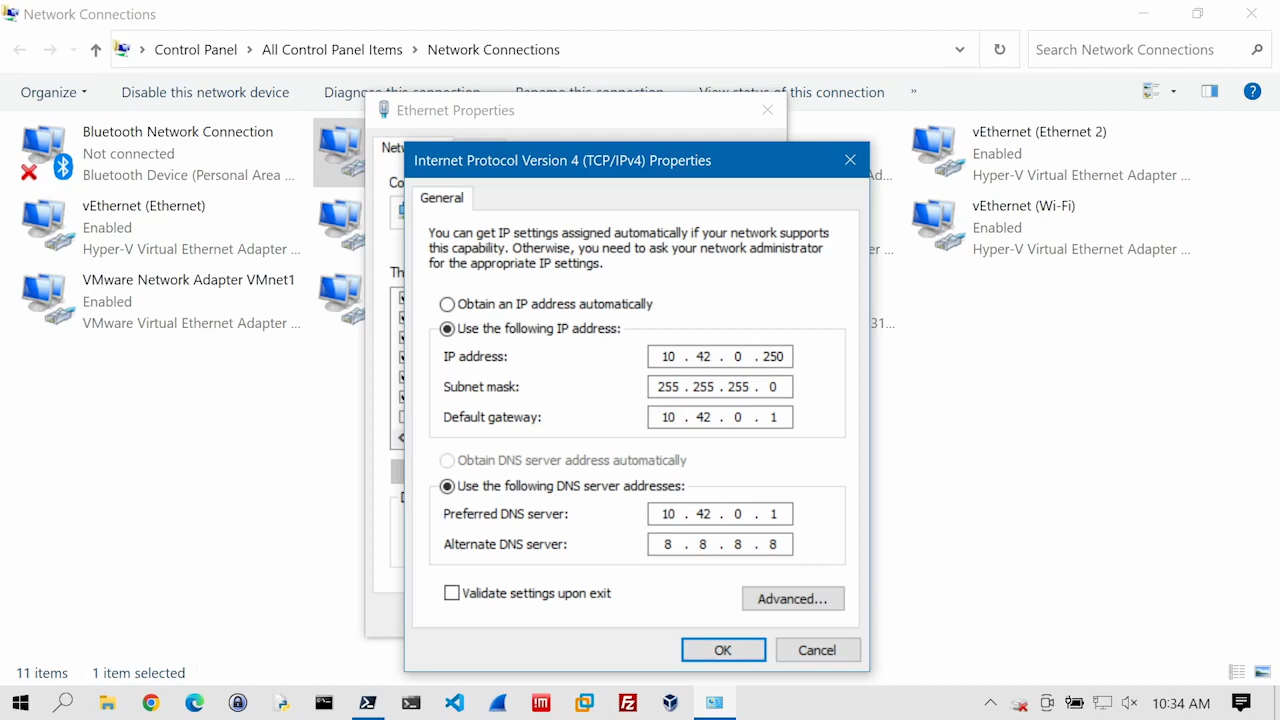 Network Connections
Control Panel
All Control Panel Items
Network Connections
Search Network Connections
Organize
Disable this network device
Diagnose this connection
Rename this connection
View status of this connection
»
Ethernet Properties
Bluetooth Network Connection
Not connected
Bluetooth Device (Personal Area ...
vEthernet (Ethernet)
Enabled
Hyper-V Virtual Ethernet Adapter ...
VMware Network Adapter VMnet1
Enabled
VMware Virtual Ethernet Adapter ...
vEthernet (Ethernet 2)
Enabled
Hyper-V Virtual Ethernet Adapter ...
vEthernet (Wi-Fi)
Enabled
Hyper-V Virtual Ethernet Adapter ...
31...
Internet Protocol Version 4 (TCP/IPv4) Properties
General
You can get IP settings assigned automatically if your network supports
this capability. Otherwise, you need to ask your network administrator
for the appropriate IP settings.
Obtain an IP address automatically
Use the following IP address:
IP address: 10 . 42 . 0 . 250
Subnet mask: 255 . 255 . 255 . 0
Default gateway: 10 . 42 . 0 . 1
Obtain DNS server address automatically
Use the following DNS server addresses:
Preferred DNS server: 10 . 42 . 0 . 1
Alternate DNS server: 8 . 8 . 8 . 8
Validate settings upon exit
Advanced...
OK
Cancel
11 items
1 item selected
10:34 AM